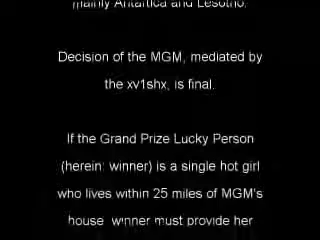 mainly Antartica and Lesotho.
Decision of the MGM, mediated by
the xv1shx, is final.
If the Grand Prize Lucky Person
(herein: winner) is a single hot girl
who lives within 25 miles of MGM's
house winner must provide her